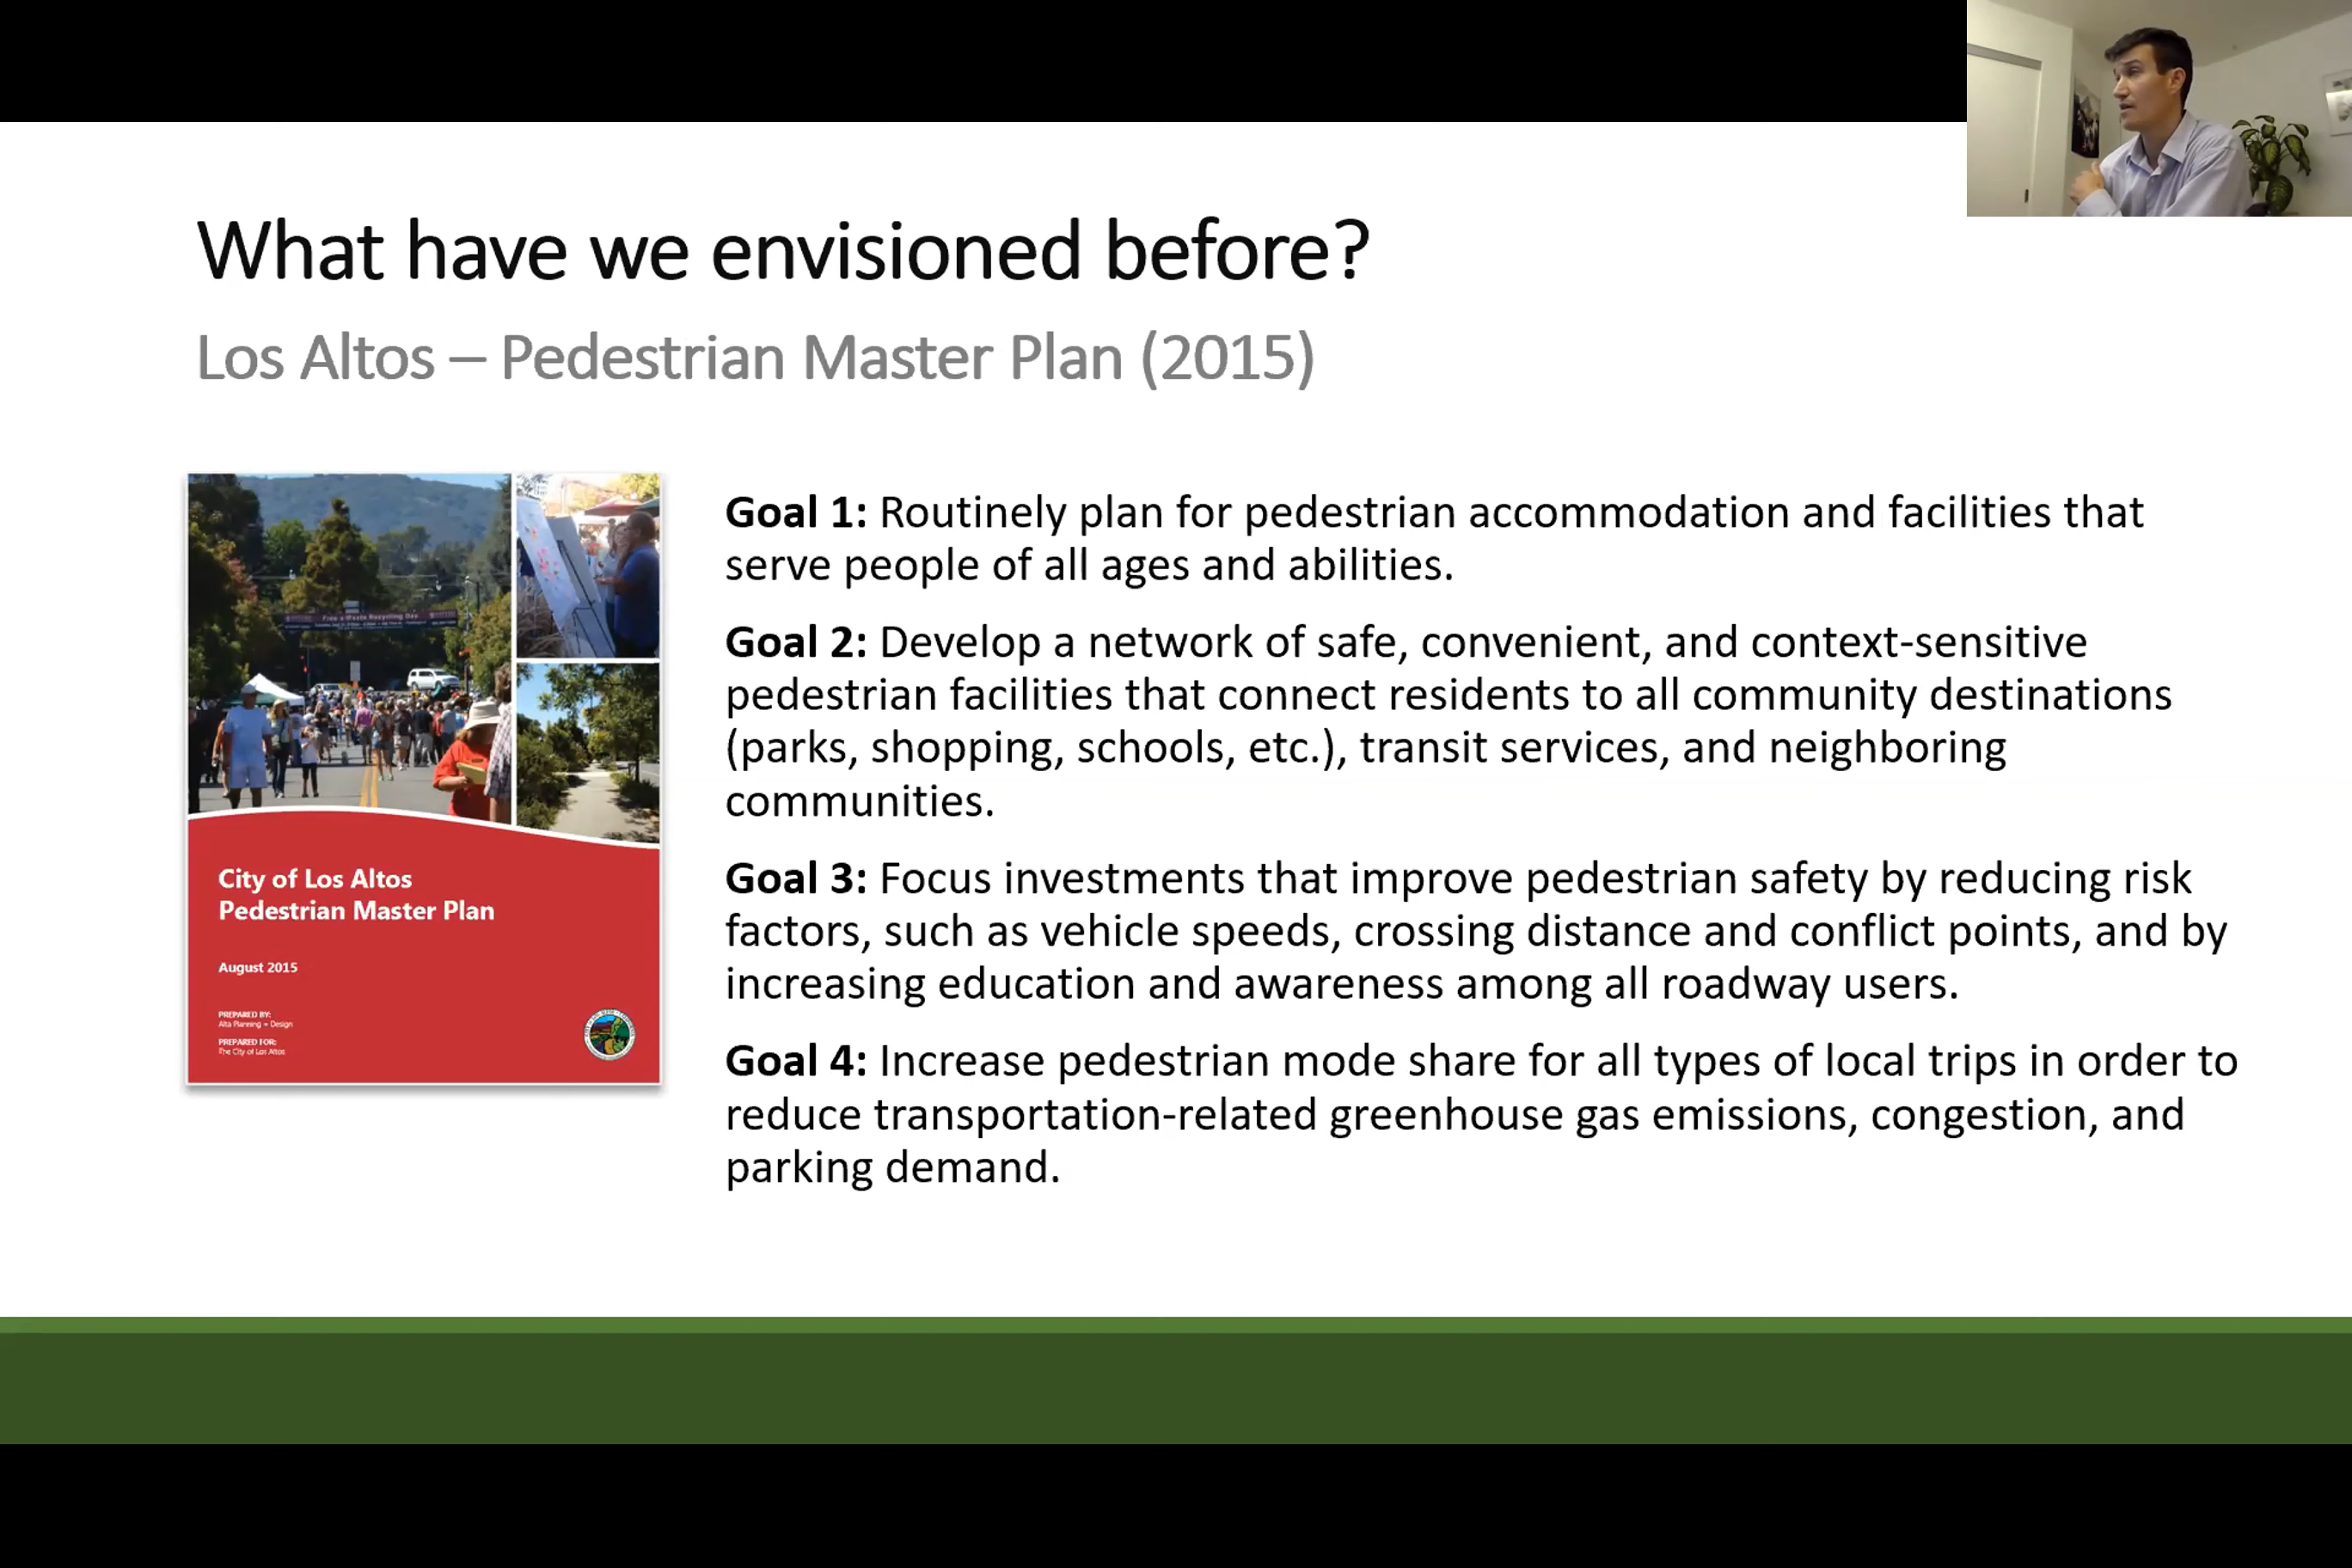 What have we envisioned before?
Los Altos – Pedestrian Master Plan (2015)
Goal 1: Routinely plan for pedestrian accommodation and facilities that
serve people of all ages and abilities.
Goal 2: Develop a network of safe, convenient, and context-sensitive
pedestrian facilities that connect residents to all community destinations
(parks, shopping, schools, etc.), transit services, and neighboring
communities.
Goal 3: Focus investments that improve pedestrian safety by reducing risk
factors, such as vehicle speeds, crossing distance and conflict points, and by
increasing education and awareness among all roadway users.
Goal 4: Increase pedestrian mode share for all types of local trips in order to
reduce transportation-related greenhouse gas emissions, congestion, and
parking demand.
City of Los Altos
Pedestrian Master Plan
August 2015
PREPARED BY:
Alta Planning + Design
PREPARED FOR:
The City of Los Altos